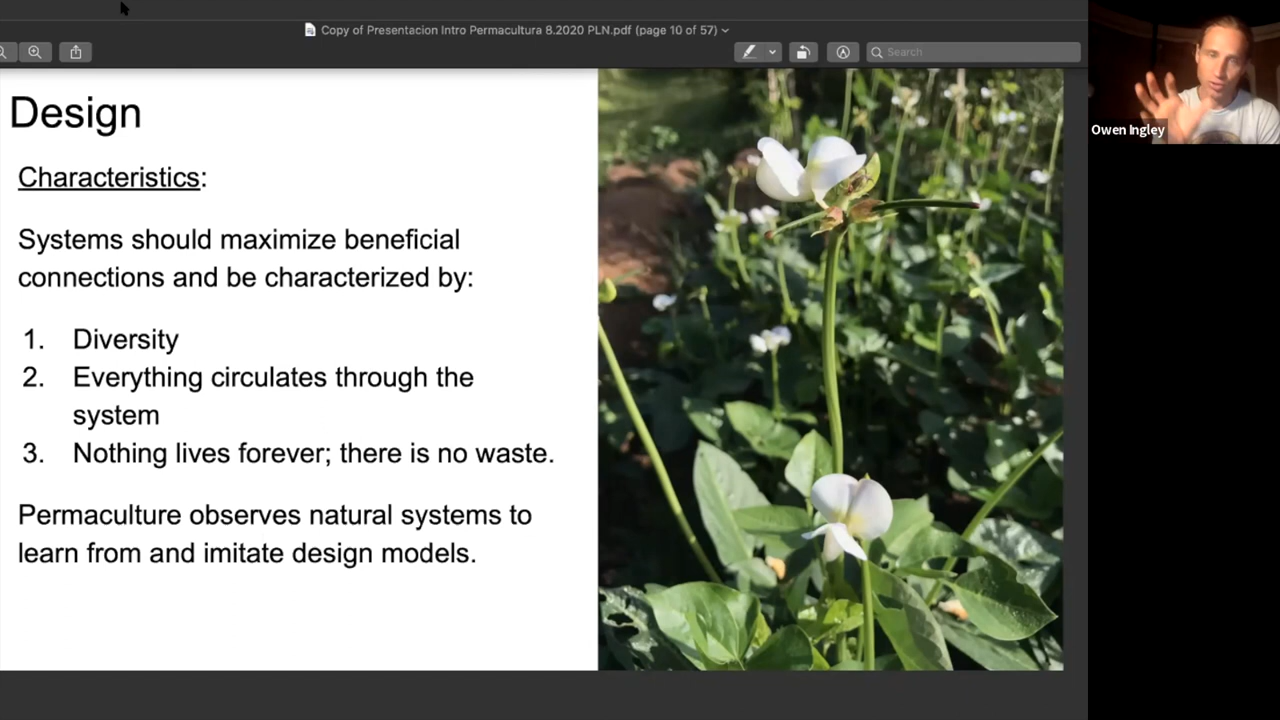 Copy of Presentacion Intro Permacultura 8.2020 PLN.pdf (page 10 of 57)
Search
Owen Ingley
Design
Characteristics:
Systems should maximize beneficial
connections and be characterized by:
1. Diversity
2. Everything circulates through the
system
3. Nothing lives forever; there is no waste.
Permaculture observes natural systems to
learn from and imitate design models.